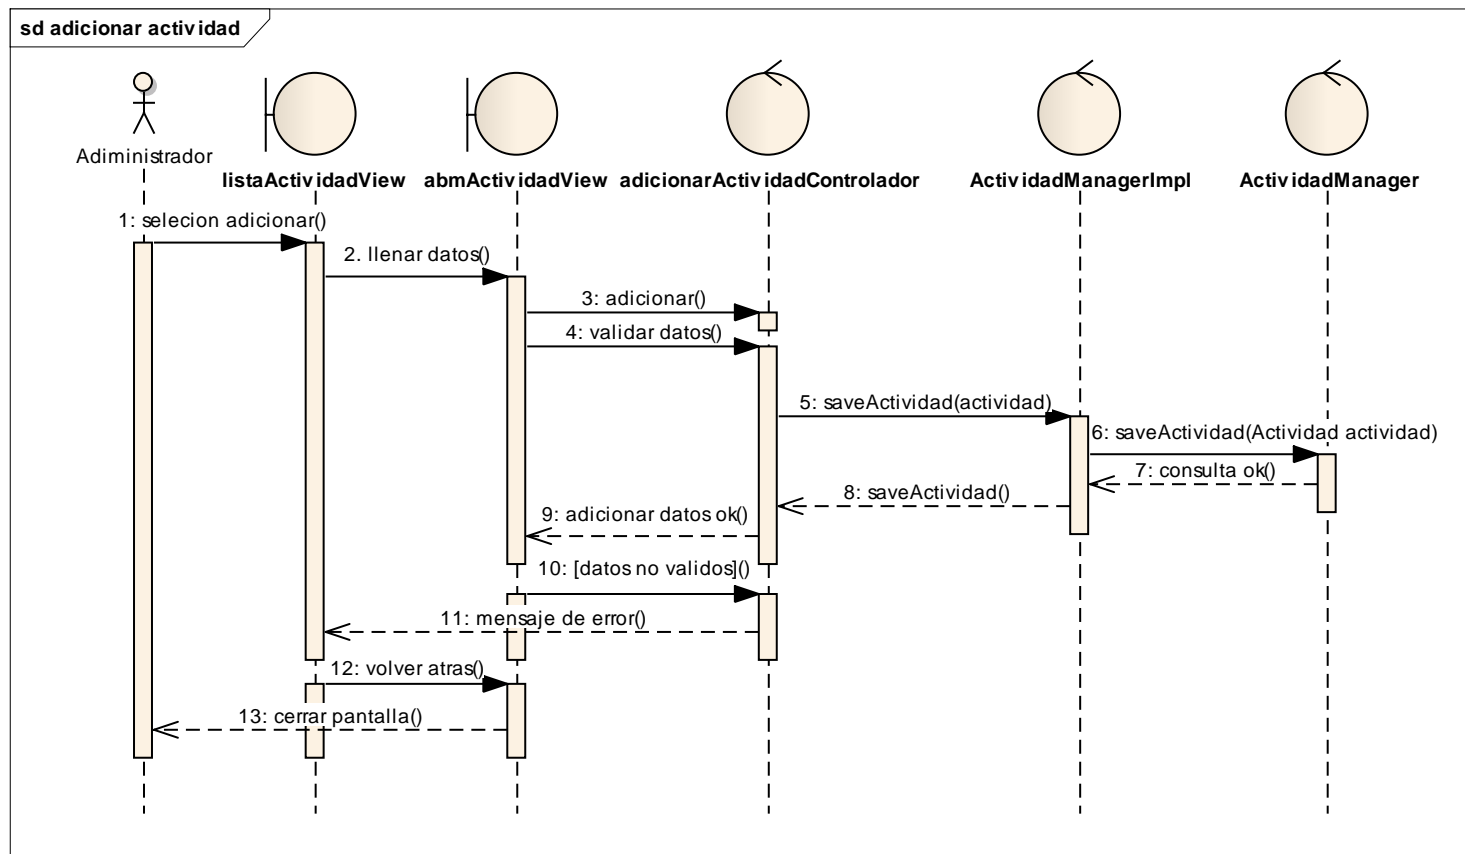 sd adicionar actividad
Adiministrador
listaActividadView
abmActividadView
adicionarActividadControlador
ActividadManagerImpl
ActividadManager
1: selecion adicionar()
2. llenar datos()
3: adicionar()
4: validar datos()
5: saveActividad(actividad)
6: saveActividad(Actividad actividad)
7: consulta ok()
8: saveActividad()
9: adicionar datos ok()
10: [datos no validos]()
11: mensaje de error()
12: volver atras()
13: cerrar pantalla()